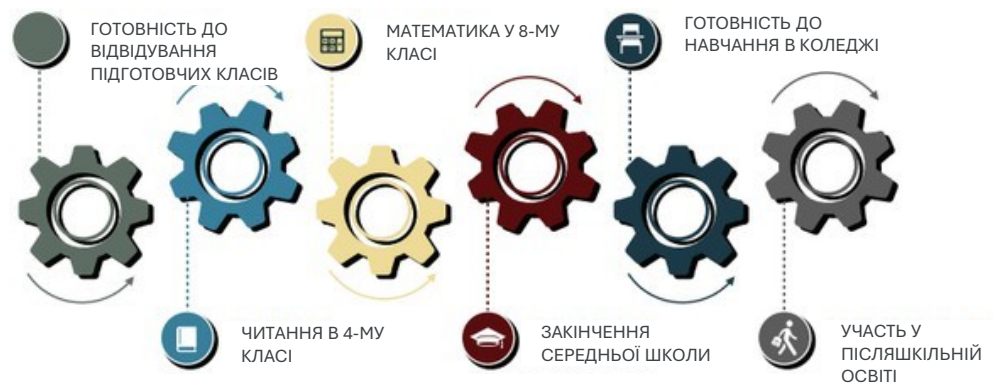 ГОТОВНІСТЬ ДО
ВІДВІДУВАННЯ
ПІДГОТОВЧИХ КЛАСІВ
МАТЕМАТИКА У 8-МУ
КЛАСІ
ГОТОВНІСТЬ ДО
НАВЧАННЯ В КОЛЕДЖІ
ЧИТАННЯ В 4-МУ
КЛАСІ
ЗАКІНЧЕННЯ
СЕРЕДНЬОЇ ШКОЛИ
УЧАСТЬ У
ПІСЛЯШКІЛЬНІЙ
ОСВІТІ